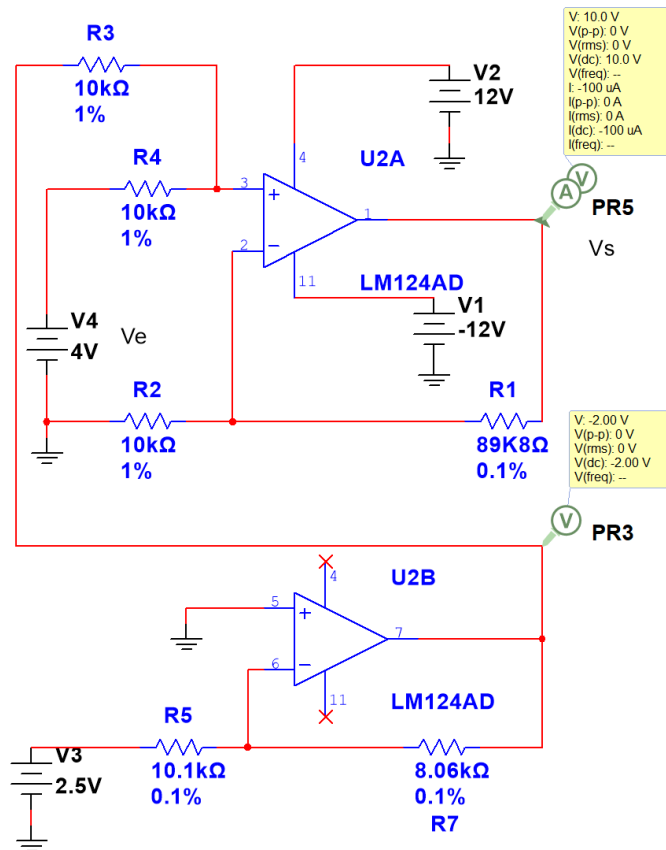 R3
10kΩ
1%
R4
10kΩ
1%
V4
4V
Ve
R2
10kΩ
1%
3
2
4
11
1
U2A
LM124AD
V2
12V
V1
-12V
R1
89K8Ω
0.1%
V: 10.0 V
V(p-p): 0 V
V(rms): 0 V
V(dc): 10.0 V
V(freq): --
I: -100 uA
I(p-p): 0 A
I(rms): 0 A
I(dc): -100 uA
I(freq): --
A
V
PR5
Vs
V: -2.00 V
V(p-p): 0 V
V(rms): 0 V
V(dc): -2.00 V
V(freq): --
V
PR3
U2B
4
5
6
7
11
LM124AD
R5
10.1kΩ
0.1%
V3
2.5V
8.06kΩ
0.1%
R7